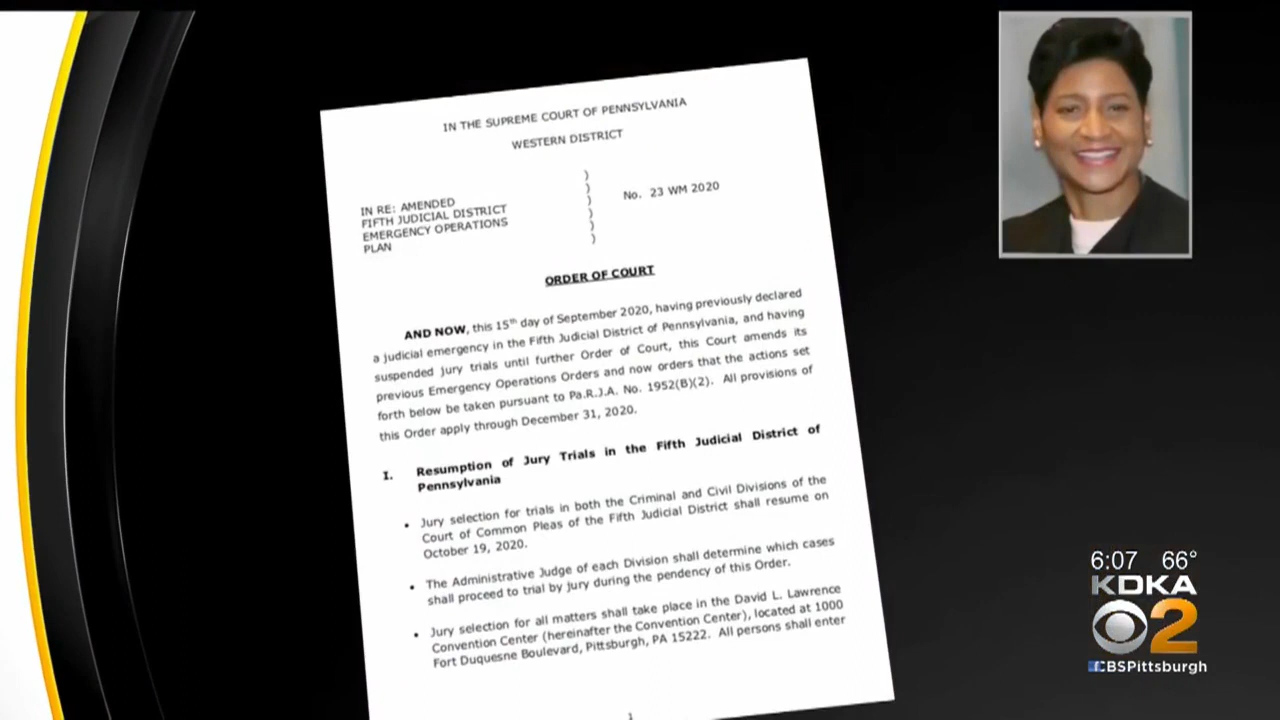 IN THE SUPREME COURT OF PENNSYLVANIA
WESTERN DISTRICT
IN RE: AMENDED
FIFTH JUDICIAL DISTRICT
EMERGENCY OPERATIONS
PLAN
)
)
)
)
)
)
No. 23 WM 2020
ORDER OF COURT
AND NOW, this 15th day of September 2020, having previously declared
a judicial emergency in the Fifth Judicial District of Pennsylvania, and having
suspended jury trials until further Order of Court, this Court amends its
previous Emergency Operations Orders and now orders that the actions set
forth below be taken pursuant to Pa.R.J.A. No. 1952(B)(2). All provisions of
this Order apply through December 31, 2020.
I. Resumption of Jury Trials in the Fifth Judicial District of
Pennsylvania
• Jury selection for trials in both the Criminal and Civil Divisions of the
Court of Common Pleas of the Fifth Judicial District shall resume on
October 19, 2020.
• The Administrative Judge of each Division shall determine which cases
shall proceed to trial by jury during the pendency of this Order.
• Jury selection for all matters shall take place in the David L. Lawrence
Convention Center (hereinafter the Convention Center), located at 1000
Fort Duquesne Boulevard, Pittsburgh, PA 15222. All persons shall enter
1
6:07 66°
KDKA
2
CBSPittsburgh